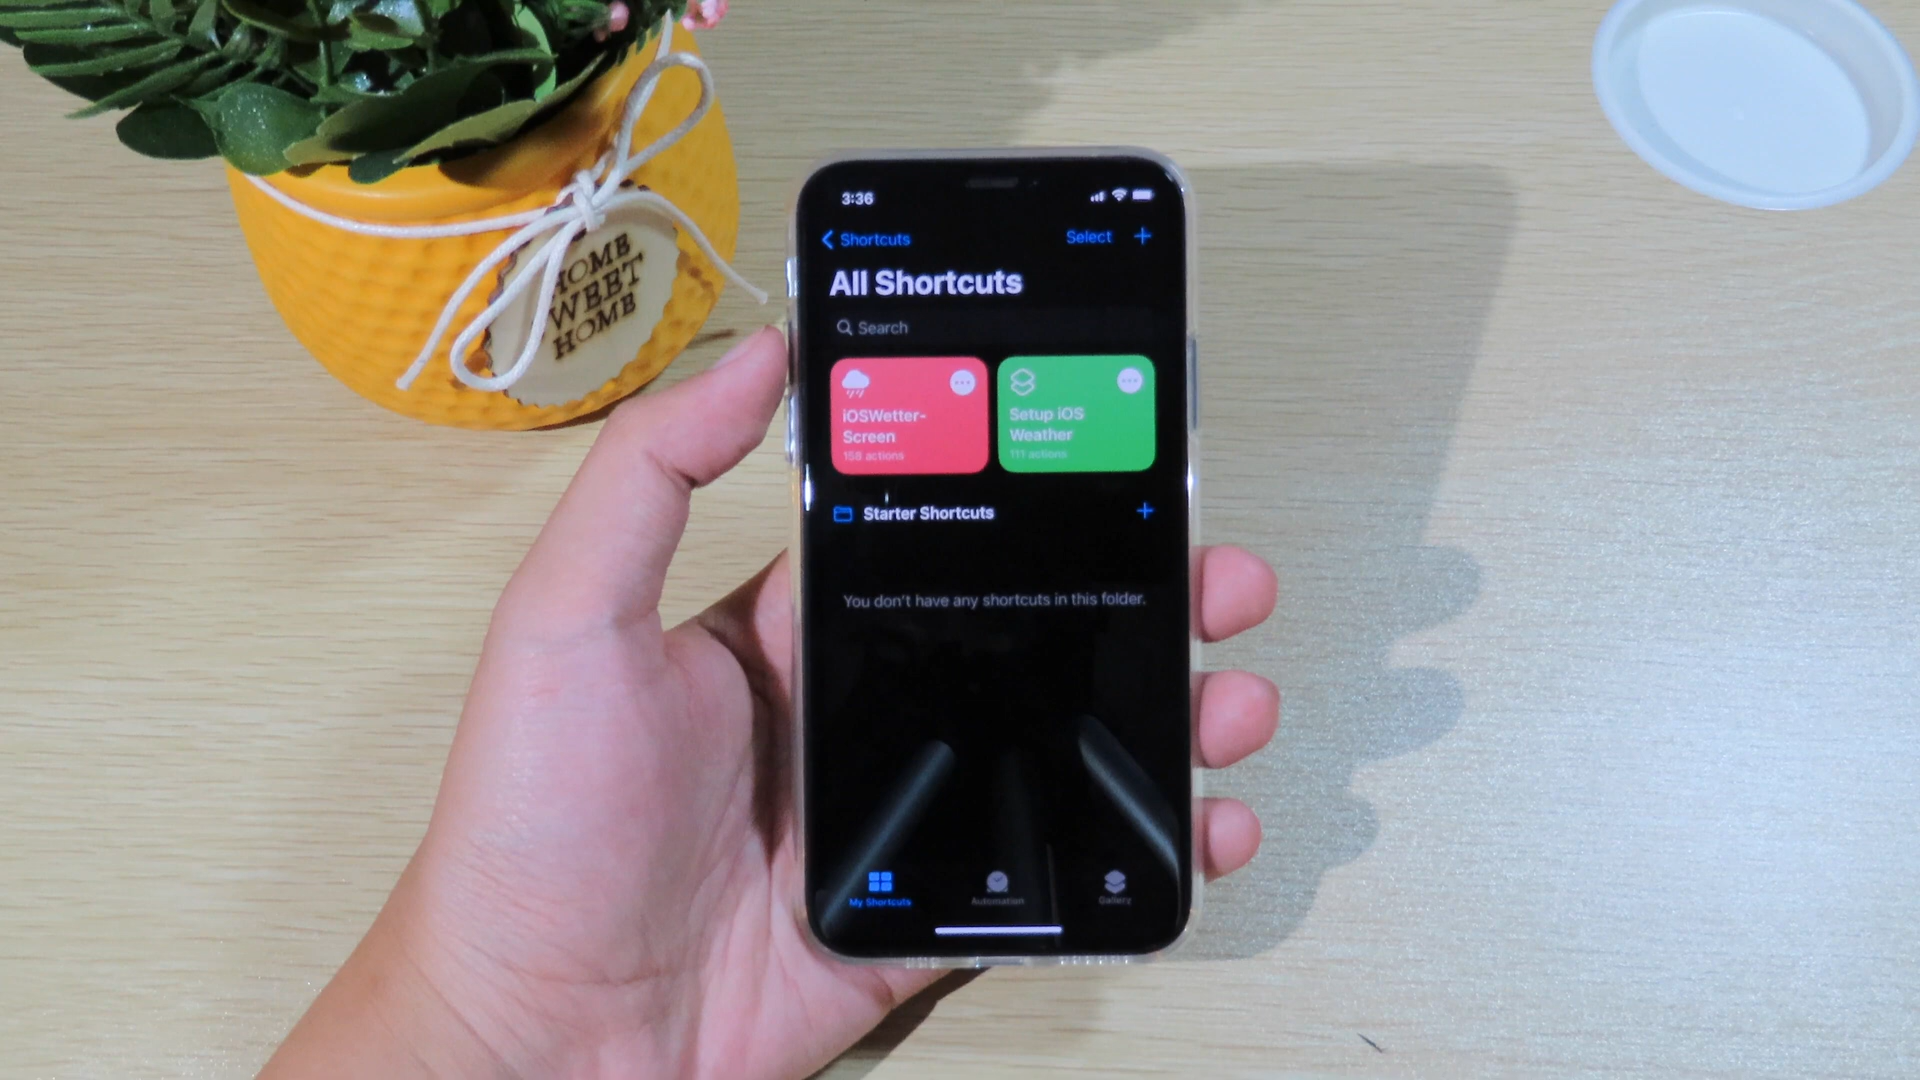 HOME
WEET
HOME
3:36
Shortcuts
Select +
All Shortcuts
Search
iOSWetter-
Screen
158 actions
Setup iOS
Weather
111 actions
Starter Shortcuts +
You don't have any shortcuts in this folder.
My Shortcuts
Automation
Gallery